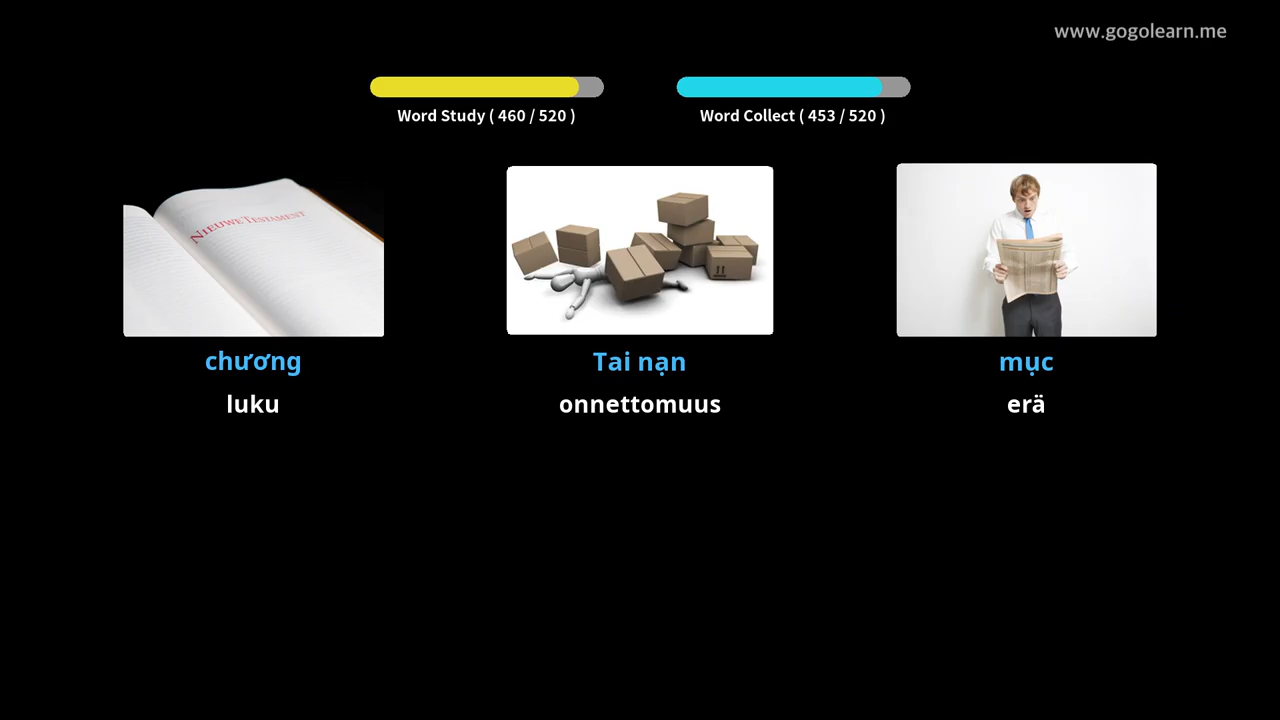 www.gogolearn.me
Word Study ( 460 / 520 )
Word Collect ( 453 / 520 )
NIEUWE TESTAMENT
chương
Tai nạn
mục
luku
onnettomuus
erä